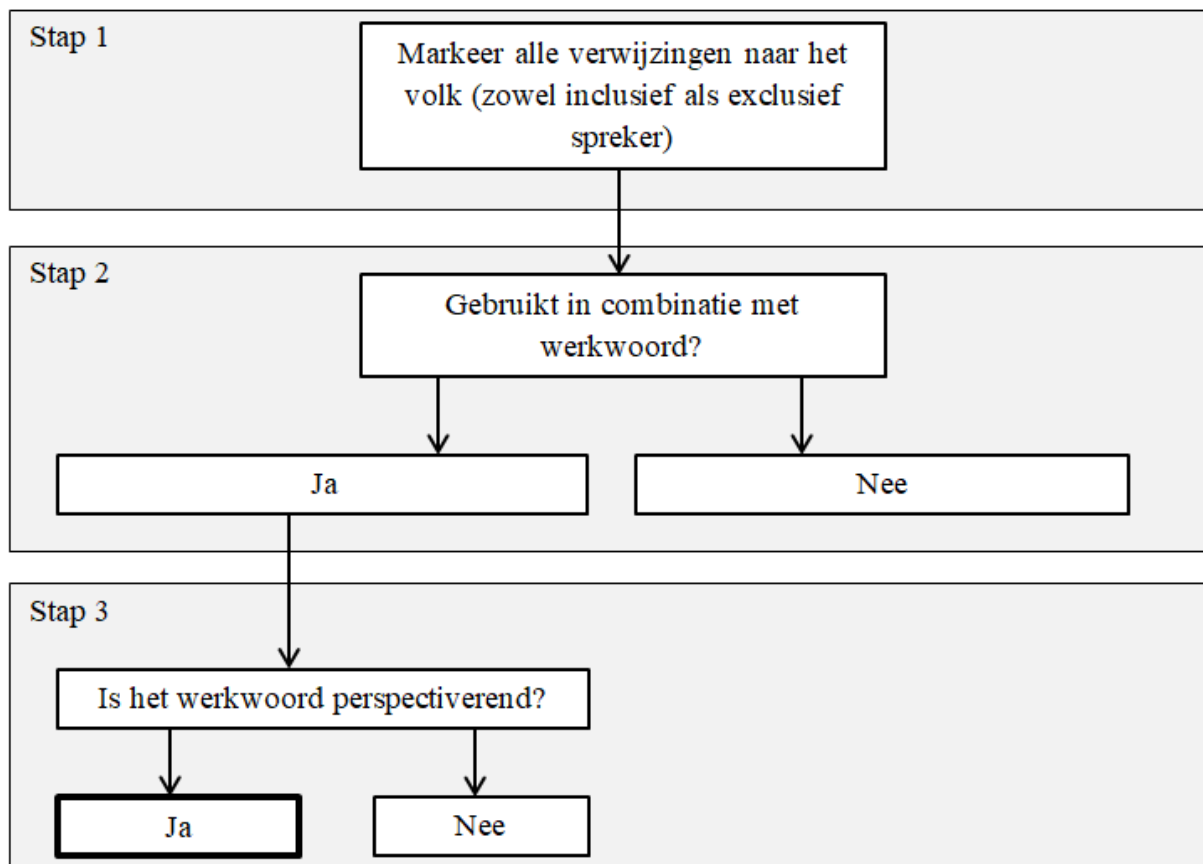 Stap 1
Markeer alle verwijzingen naar het
volk (zowel inclusief als exclusief
spreker)
Stap 2
Gebruikt in combinatie met
werkwoord?
Ja
Nee
Stap 3
Is het werkwoord perspectiverend?
Ja
Nee